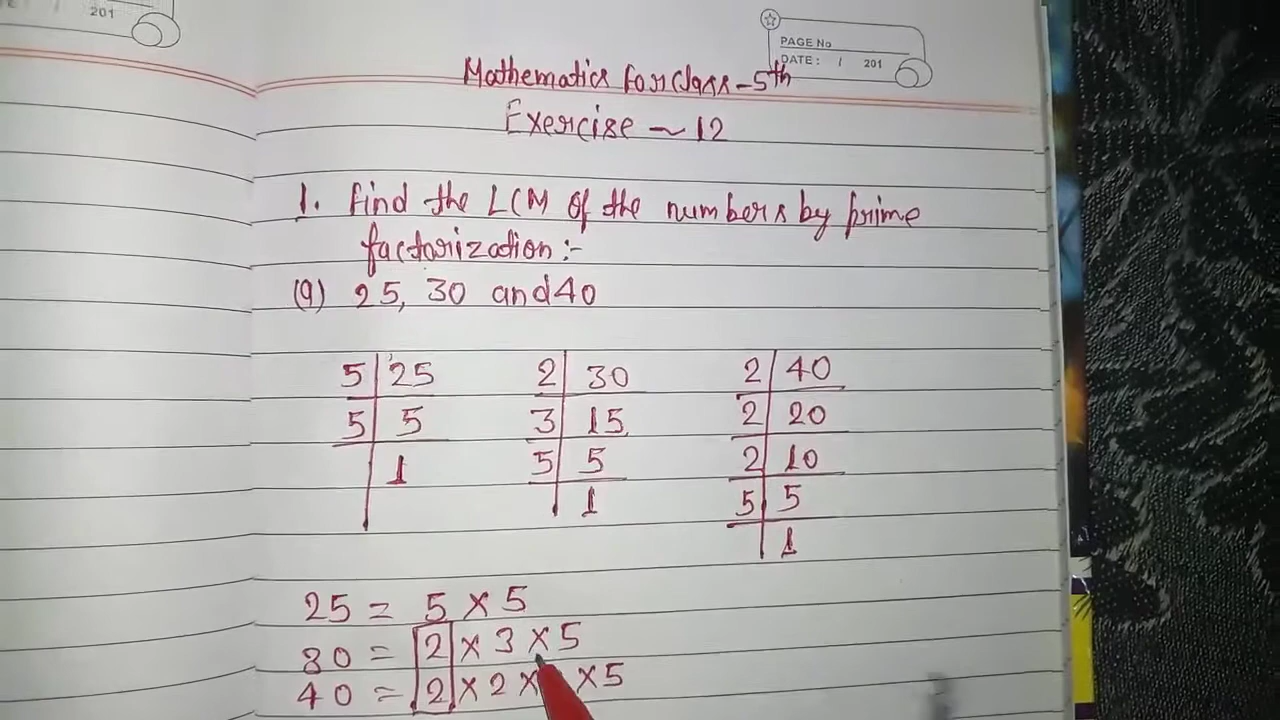 201
PAGE No
DATE: / 201
Mathematics For Class-5th
Exercise ~ 12
1. Find the LCM of the numbers by prime
factorization:-
(a) 25, 30 and 40
5 25 2 30 2 40
5 5 3 15 2 20
1 5 5 2 10
1 5 5
1
25 = 5 × 5
30 = 2 × 3 × 5
40 = 2 × 2 × × 5